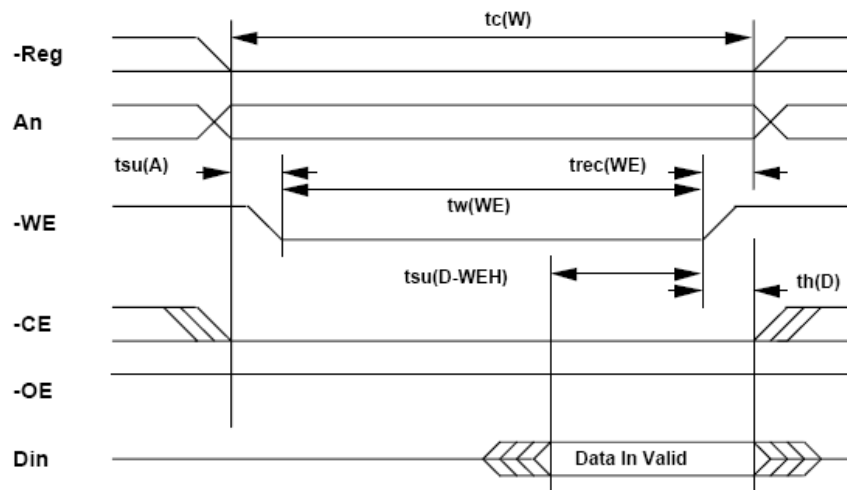 tc(W)
-Reg
An
tsu(A)
trec(WE)
tw(WE)
-WE
tsu(D-WEH)
th(D)
-CE
-OE
Din
Data In Valid